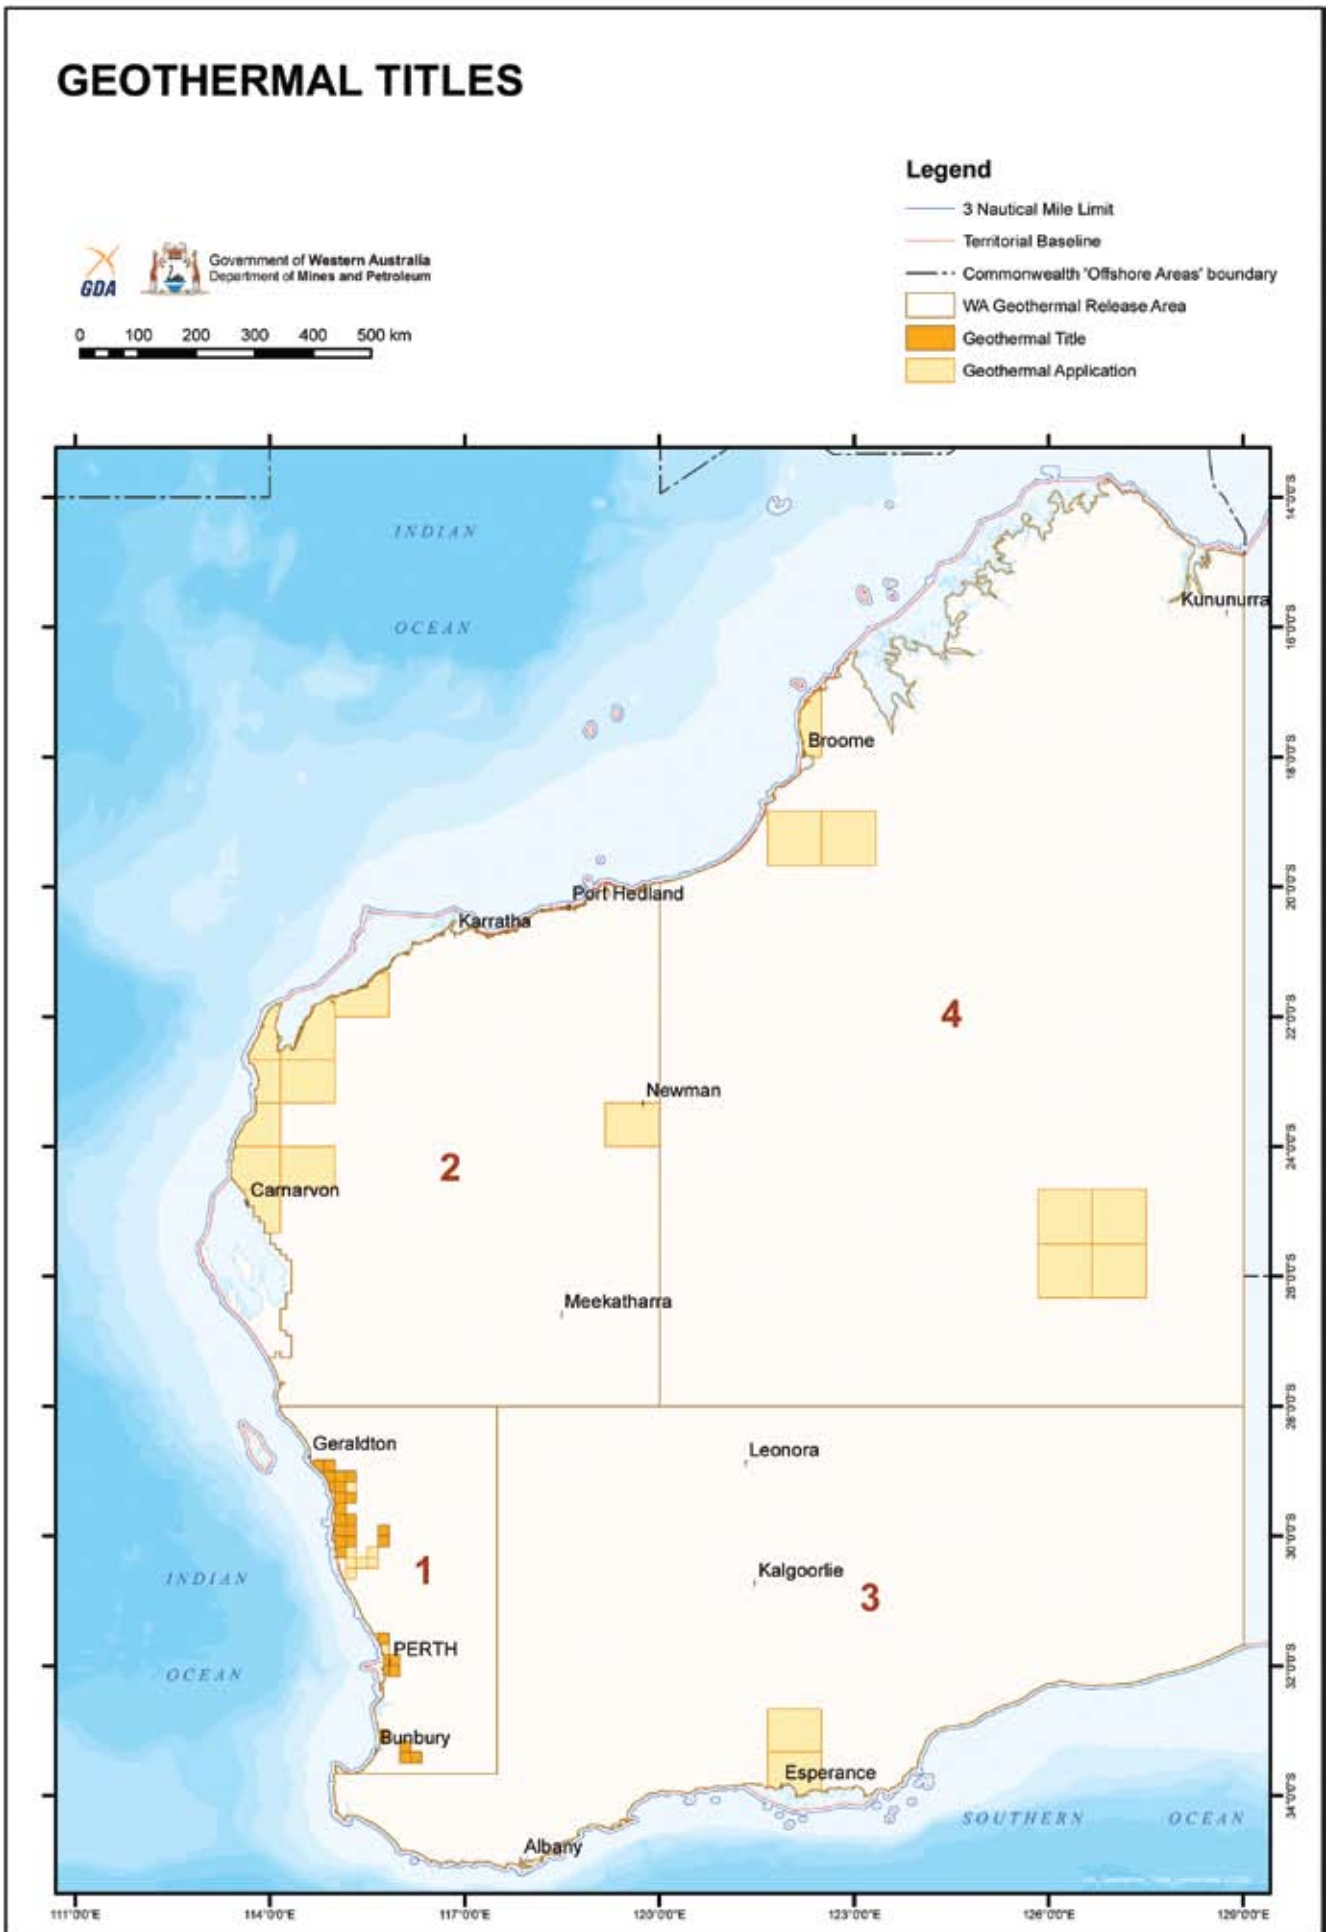 GEOTHERMAL TITLES
Legend
3 Nautical Mile Limit
Territorial Baseline
Commonwealth 'Offshore Areas' boundary
WA Geothermal Release Area
Geothermal Title
Geothermal Application
GDA
Government of Western Australia
Department of Mines and Petroleum
0 100 200 300 400 500 km
INDIAN
OCEAN
14°0'0"S
Kununurra
16°0'0"S
Broome
18°0'0"S
Port Hedland
20°0'0"S
Karratha
4
22°0'0"S
Newman
2
24°0'0"S
Carnarvon
26°0'0"S
Meekatharra
28°0'0"S
Geraldton
Leonora
30°0'0"S
INDIAN
1
Kalgoorlie
3
PERTH
OCEAN
32°0'0"S
Bunbury
Esperance
34°0'0"S
SOUTHERN OCEAN
Albany
111°0'0"E 114°0'0"E 117°0'0"E 120°0'0"E 123°0'0"E 126°0'0"E 129°0'0"E